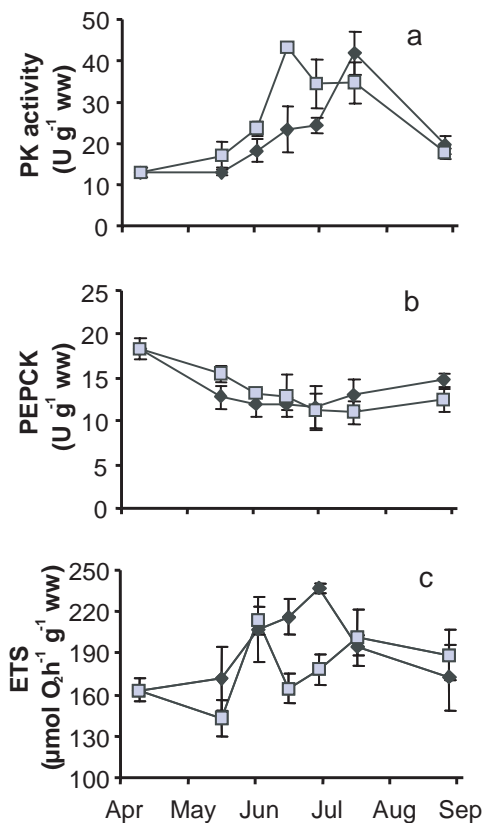 a
PK activity
(U g⁻¹ ww)
50
40
30
20
10
0
b
PEPCK
(U g⁻¹ ww)
25
20
15
10
5
0
c
ETS
(µmol O₂h⁻¹ g⁻¹ ww)
250
220
190
160
130
100
Apr May Jun Jul Aug Sep